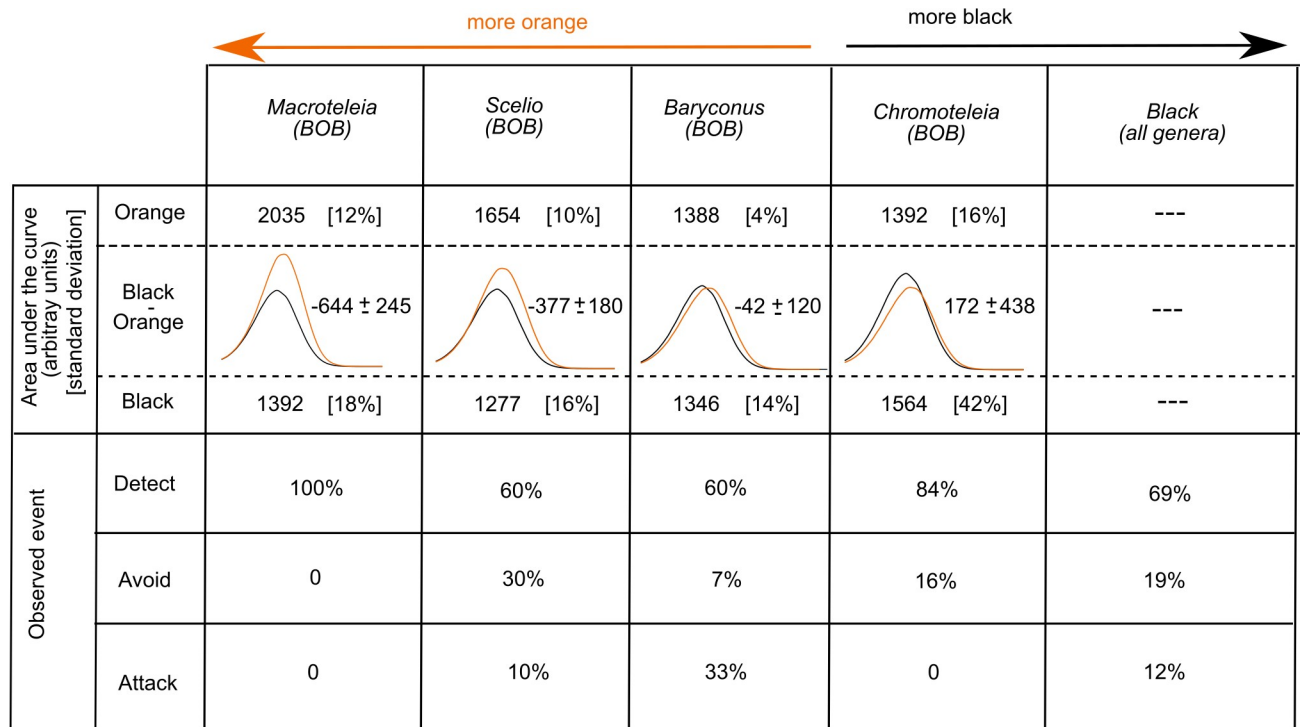 more orange
more black
Macroteleia
(BOB)
Scelio
(BOB)
Baryconus
(BOB)
Chromoteleia
(BOB)
Black
(all genera)
Area under the curve
(arbitray units)
[standard deviation]
Orange
2035 [12%]
1654 [10%]
1388 [4%]
1392 [16%]
---
Black
-
Orange
-644 ± 245
-377 ± 180
-42 ± 120
172 ± 438
---
Black
1392 [18%]
1277 [16%]
1346 [14%]
1564 [42%]
---
Observed event
Detect
100%
60%
60%
84%
69%
Avoid
0
30%
7%
16%
19%
Attack
0
10%
33%
0
12%